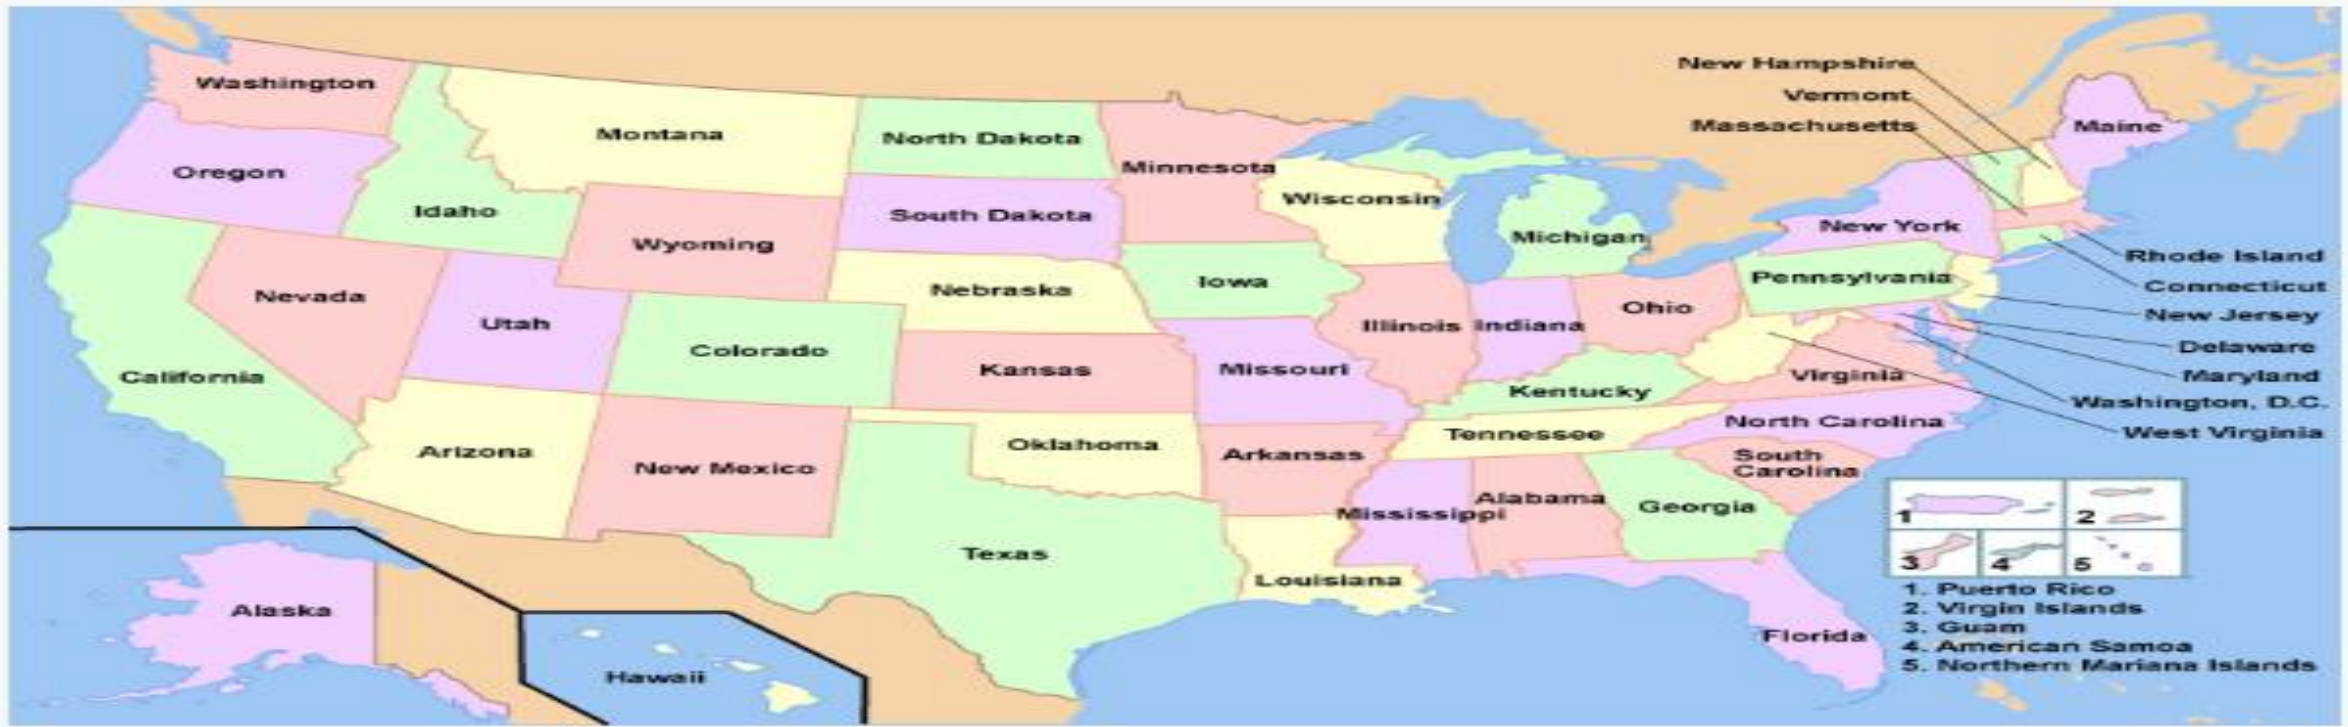 Washington
Montana
North Dakota
Minnesota
Oregon
Idaho
Wyoming
South Dakota
Wisconsin
Michigan
New Hampshire
Vermont
Massachusetts
Maine
New York
Nevada
Utah
Colorado
Nebraska
Iowa
Illinois
Indiana
Ohio
Pennsylvania
Rhode Island
Connecticut
New Jersey
Delaware
Maryland
Washington, D.C.
West Virginia
California
Kansas
Missouri
Kentucky
Virginia
Arizona
New Mexico
Oklahoma
Arkansas
Tennessee
North Carolina
South
Carolina
Texas
Louisiana
Mississippi
Alabama
Georgia
Florida
Alaska
Hawaii
1
2
3
4
5
1. Puerto Rico
2. Virgin Islands
3. Guam
4. American Samoa
5. Northern Mariana Islands